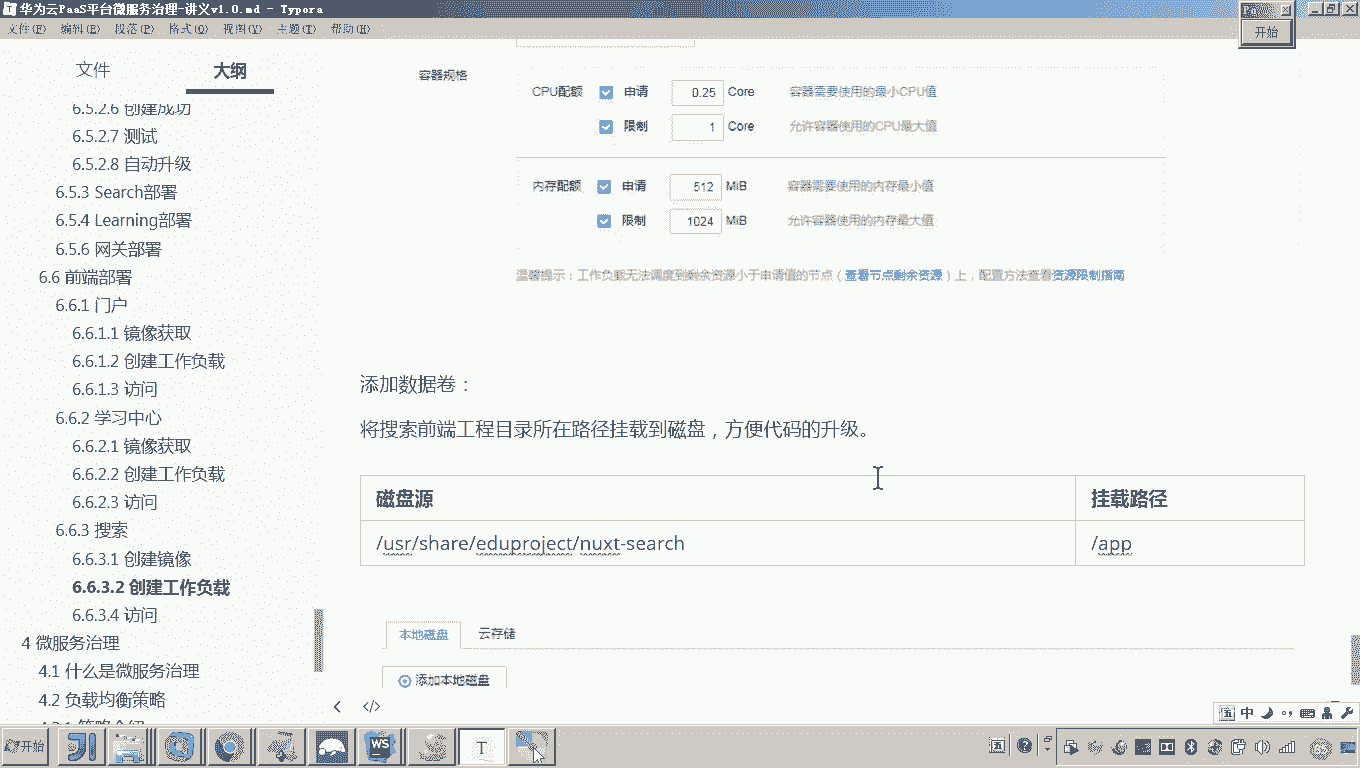 华为云PaaS平台微服务治理-讲义v1.0.md - Typora
文件(F) 编辑(E) 段落(P) 格式(O) 视图(V) 主题(T) 帮助(H)
开始
文件 大纲
6.5.2.6 创建成功
6.5.2.7 测试
6.5.2.8 自动升级
6.5.3 Search部署
6.5.4 Learning部署
6.5.6 网关部署
6.6 前端部署
6.6.1 门户
6.6.1.1 镜像获取
6.6.1.2 创建工作负载
6.6.1.3 访问
6.6.2 学习中心
6.6.2.1 镜像获取
6.6.2.2 创建工作负载
6.6.2.3 访问
6.6.3 搜索
6.6.3.1 创建镜像
6.6.3.2 创建工作负载
6.6.3.4 访问
4 微服务治理
4.1 什么是微服务治理
4.2 负载均衡策略
容器规格
CPU配额 申请 0.25 Core 容器需要使用的最小CPU值
限制 1 Core 允许容器使用的CPU最大值
内存配额 申请 512 MiB 容器需要使用的内存最小值
限制 1024 MiB 允许容器使用的内存最大值
温馨提示：工作负载无法调度到剩余资源小于申请值的节点（查看节点剩余资源）上，配置方法查看资源限制指南
添加数据卷：
将搜索前端工程目录所在路径挂载到磁盘，方便代码的升级。
磁盘源 挂载路径
/usr/share/eduproject/nuxt-search /app
本地磁盘 云存储
添加本地磁盘
五 中
开始
WS
T
五